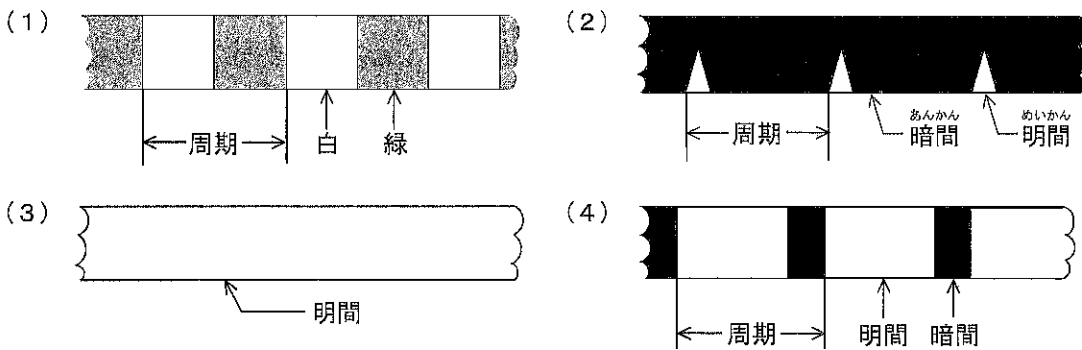 (1)
周期
白
緑
(2)
周期
あんかん
暗間
めいかん
明間
(3)
明間
(4)
周期
明間
暗間